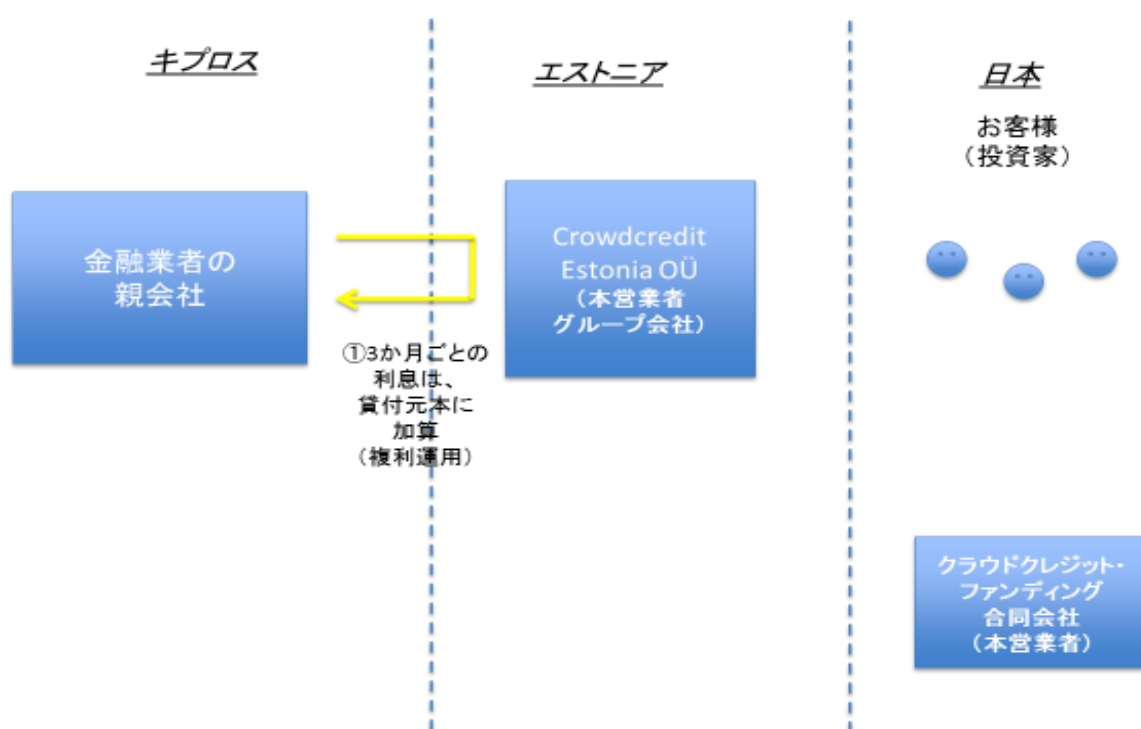 キプロス
エストニア
日本
お客様
（投資家）
金融業者の
親会社
Crowdcredit
Estonia OÜ
（本営業者
グループ会社）
①3か月ごとの
利息は、
貸付元本に
加算
（複利運用）
クラウドクレジット・
ファンディング
合同会社
（本営業者）